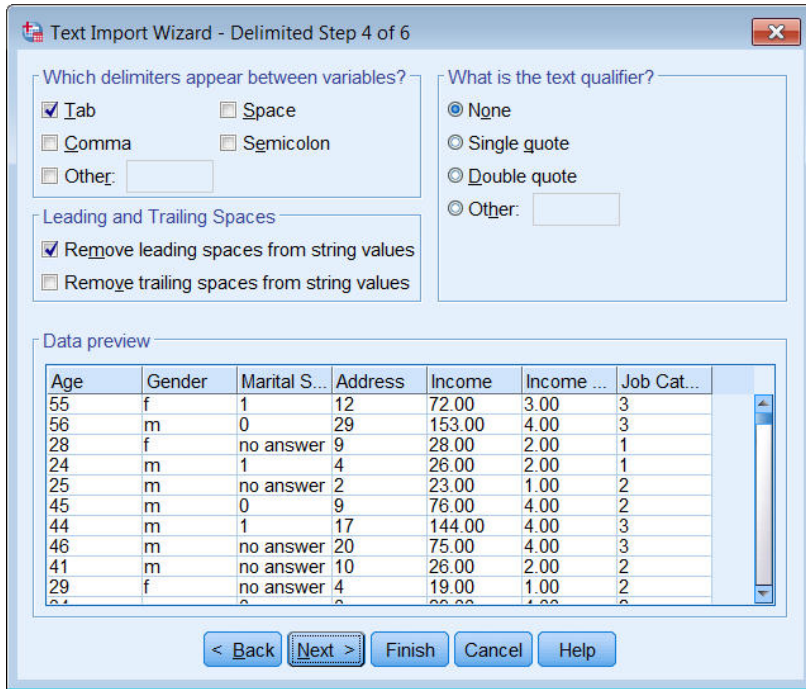 Text Import Wizard - Delimited Step 4 of 6
Which delimiters appear between variables?
Tab Space
Comma Semicolon
Other:
Leading and Trailing Spaces
Remove leading spaces from string values
Remove trailing spaces from string values
What is the text qualifier?
None
Single quote
Double quote
Other:
Data preview
Age Gender Marital S... Address Income Income ... Job Cat...
55 f 1 12 72.00 3.00 3
56 m 0 29 153.00 4.00 3
28 f no answer 9 28.00 2.00 1
24 m 1 4 26.00 2.00 1
25 m no answer 2 23.00 1.00 2
45 m 0 9 76.00 4.00 2
44 m 1 17 144.00 4.00 3
46 m no answer 20 75.00 4.00 3
41 m no answer 10 26.00 2.00 2
29 f no answer 4 19.00 1.00 2
< Back Next > Finish Cancel Help